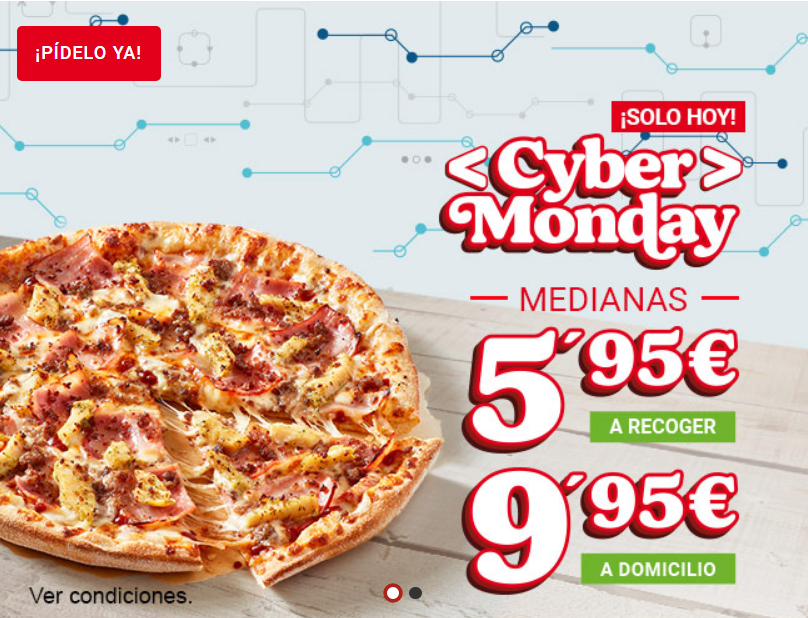 ¡PÍDELO YA!
¡SOLO HOY!
<Cyber>
Monday
— MEDIANAS —
5´95€
A RECOGER
9´95€
A DOMICILIO
Ver condiciones.